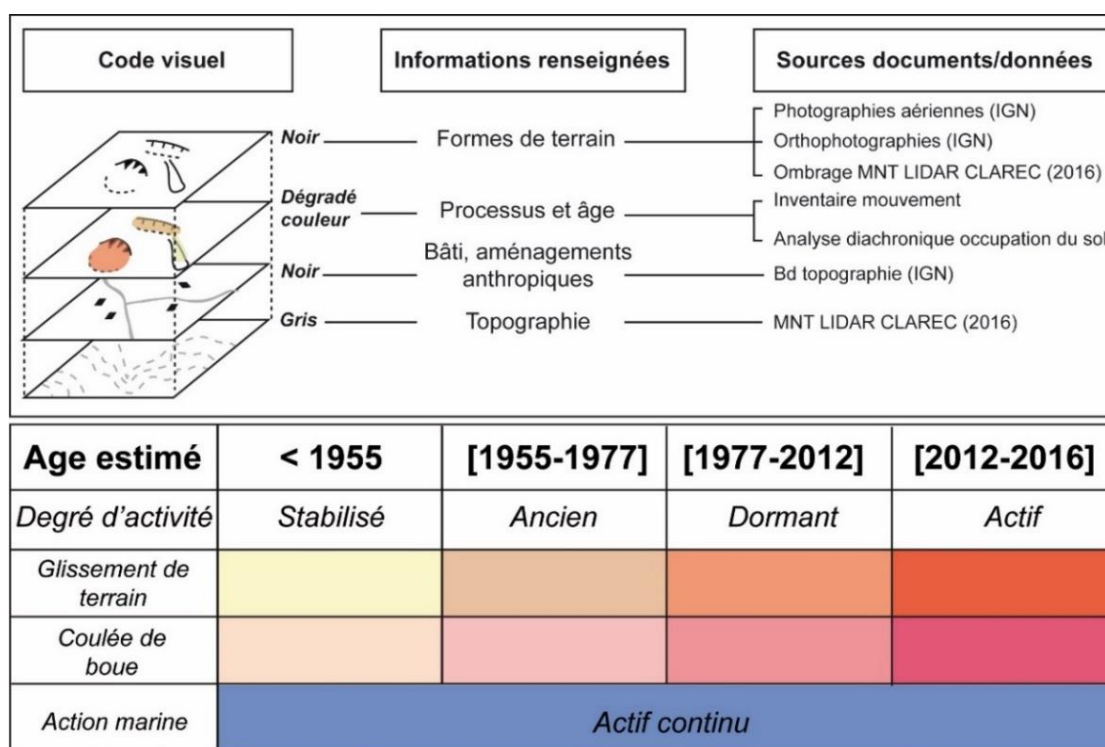 Code visuel
Informations renseignées
Sources documents/données
Noir
Formes de terrain
Photographies aériennes (IGN)
Orthophotographies (IGN)
Ombrage MNT LIDAR CLAREC (2016)
Dégradé
couleur
Processus et âge
Inventaire mouvement
Analyse diachronique occupation du sol
Noir
Bâti, aménagements
anthropiques
Bd topographie (IGN)
Gris
Topographie
MNT LIDAR CLAREC (2016)
Age estimé
< 1955
[1955-1977]
[1977-2012]
[2012-2016]
Degré d'activité
Stabilisé
Ancien
Dormant
Actif
Glissement de
terrain
Coulée de
boue
Action marine
Actif continu